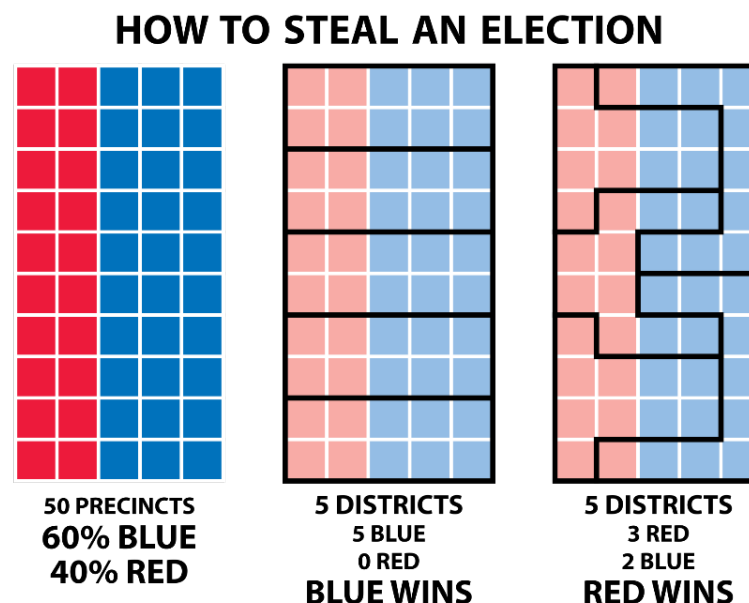 HOW TO STEAL AN ELECTION
50 PRECINCTS
60% BLUE
40% RED
5 DISTRICTS
5 BLUE
0 RED
BLUE WINS
5 DISTRICTS
3 RED
2 BLUE
RED WINS